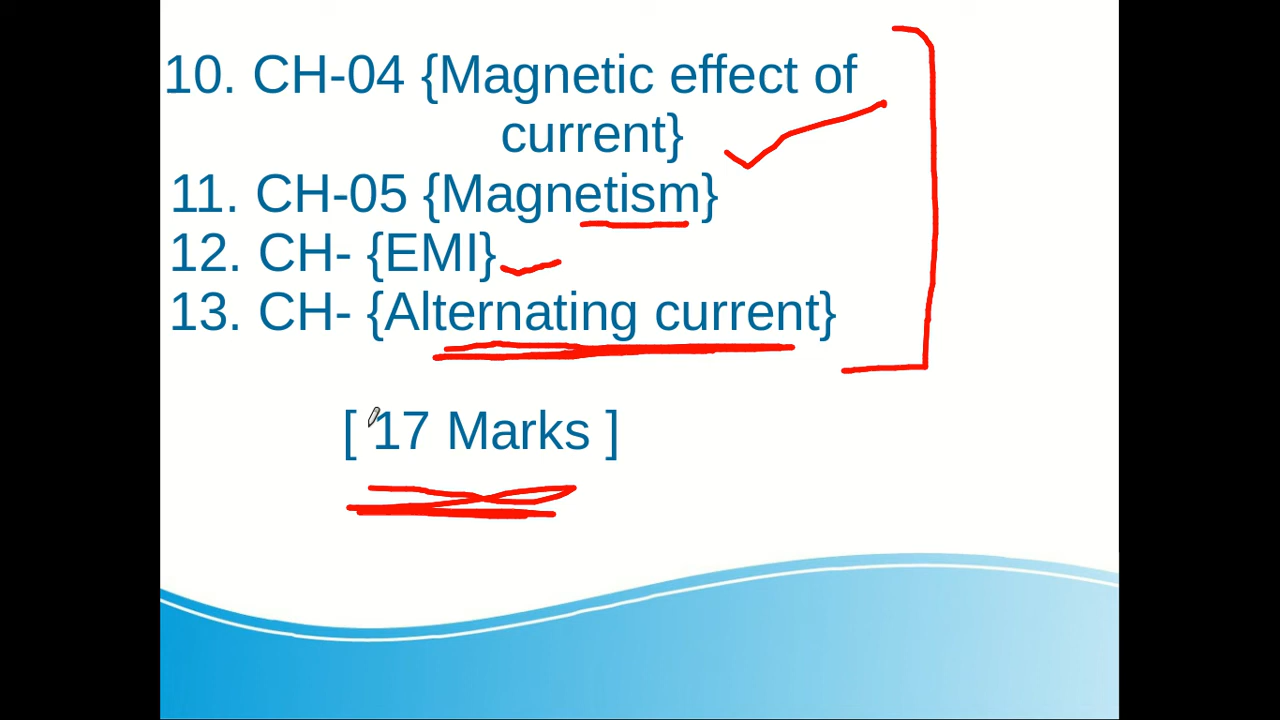 10. CH-04 {Magnetic effect of
current}
11. CH-05 {Magnetism}
12. CH- {EMI}
13. CH- {Alternating current}
[ 17 Marks ]